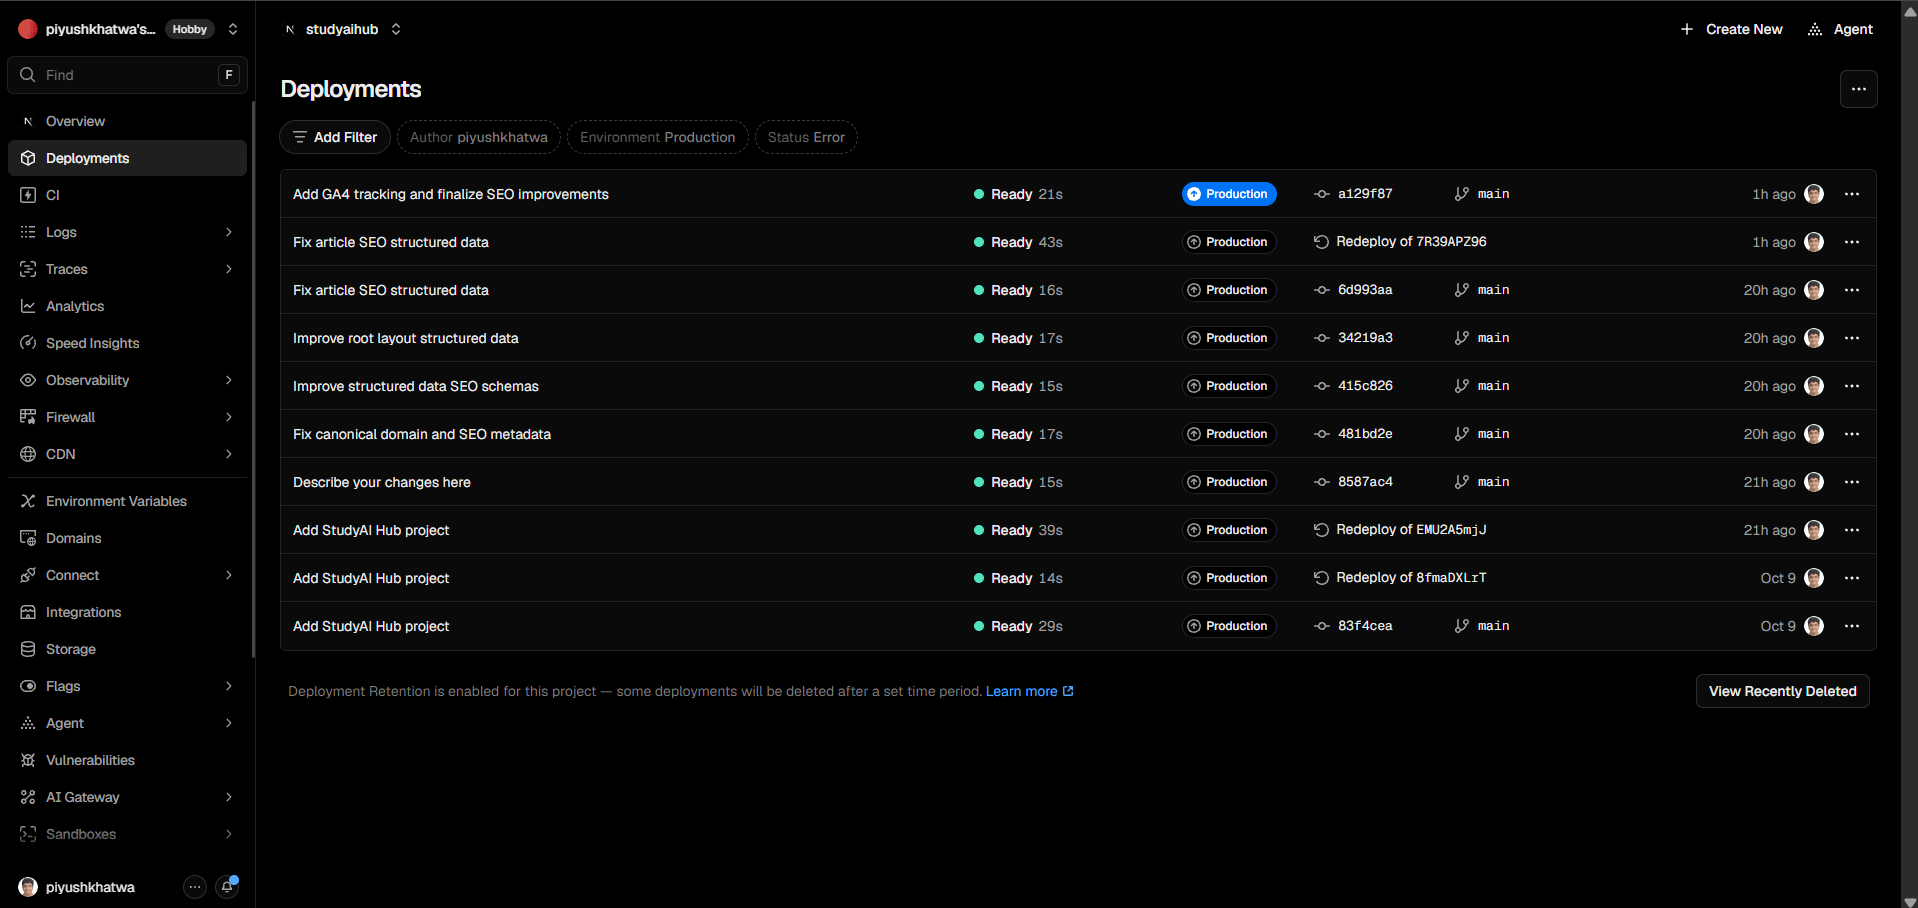 piyushkhatwa's... Hobby
Find F
Overview
Deployments
CI
Logs
Traces
Analytics
Speed Insights
Observability
Firewall
CDN
Environment Variables
Domains
Connect
Integrations
Storage
Flags
Agent
Vulnerabilities
AI Gateway
Sandboxes
piyushkhatwa
N studyaihub
Create New Agent
Deployments
Add Filter Author piyushkhatwa Environment Production Status Error
Add GA4 tracking and finalize SEO improvements Ready 21s Production a129f87 main 1h ago
Fix article SEO structured data Ready 43s Production Redeploy of 7R39APZ96 1h ago
Fix article SEO structured data Ready 16s Production 6d993aa main 20h ago
Improve root layout structured data Ready 17s Production 34219a3 main 20h ago
Improve structured data SEO schemas Ready 15s Production 415c826 main 20h ago
Fix canonical domain and SEO metadata Ready 17s Production 481bd2e main 20h ago
Describe your changes here Ready 15s Production 8587ac4 main 21h ago
Add StudyAI Hub project Ready 39s Production Redeploy of EMU2A5mjJ 21h ago
Add StudyAI Hub project Ready 14s Production Redeploy of 8fmaDXLrT Oct 9
Add StudyAI Hub project Ready 29s Production 83f4cea main Oct 9
Deployment Retention is enabled for this project — some deployments will be deleted after a set time period. Learn more
View Recently Deleted